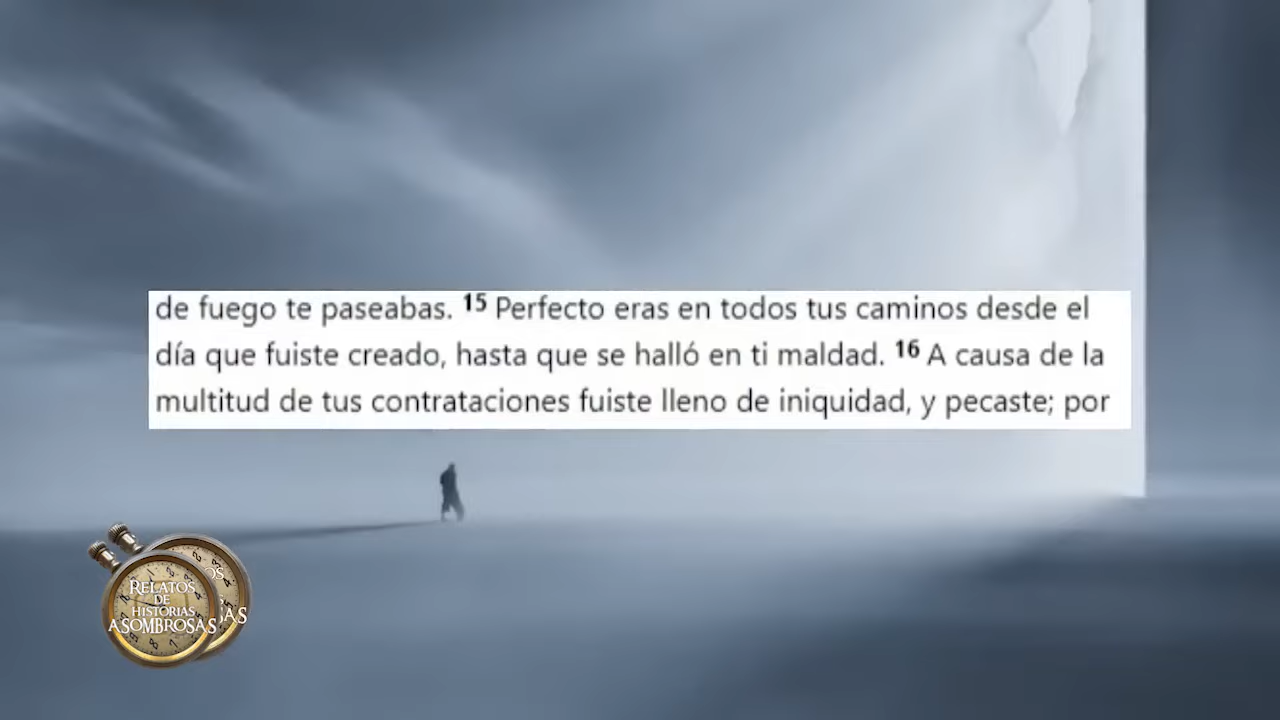 de fuego te paseabas. 15 Perfecto eras en todos tus caminos desde el
día que fuiste creado, hasta que se halló en ti maldad. 16 A causa de la
multitud de tus contrataciones fuiste lleno de iniquidad, y pecaste; por
RELATOS
DE
HISTORIAS
ASOMBROSAS